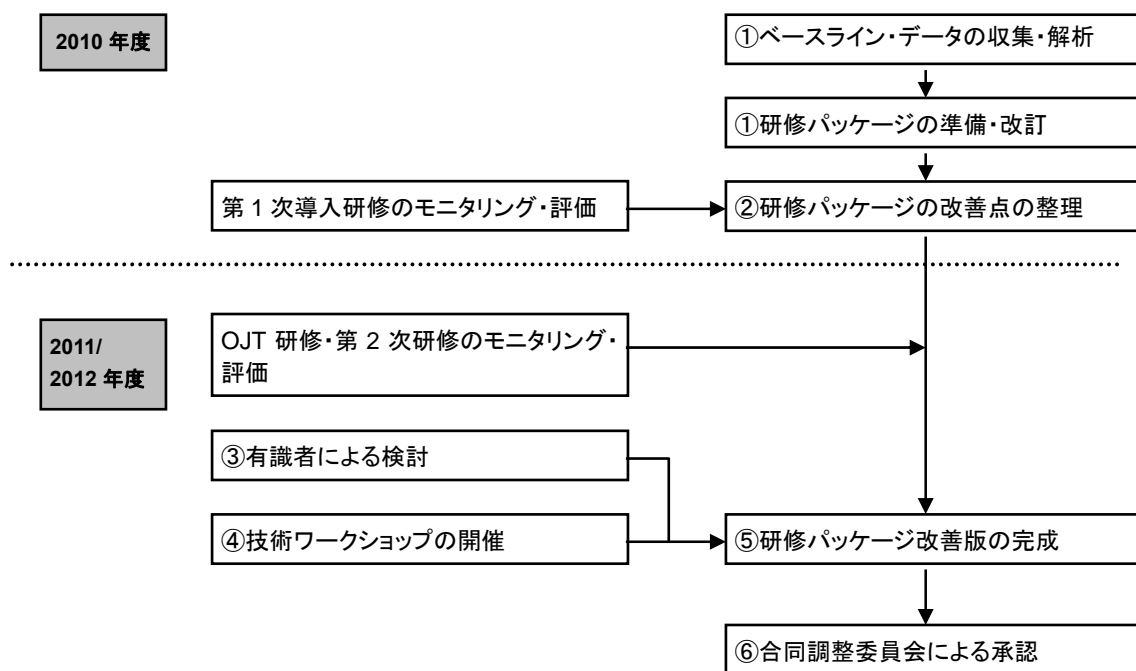 2010 年度
①ベースライン・データの収集・解析
①研修パッケージの準備・改訂
第 1 次導入研修のモニタリング・評価
②研修パッケージの改善点の整理
2011/
2012 年度
OJT 研修・第 2 次研修のモニタリング・
評価
③有識者による検討
④技術ワークショップの開催
⑤研修パッケージ改善版の完成
⑥合同調整委員会による承認